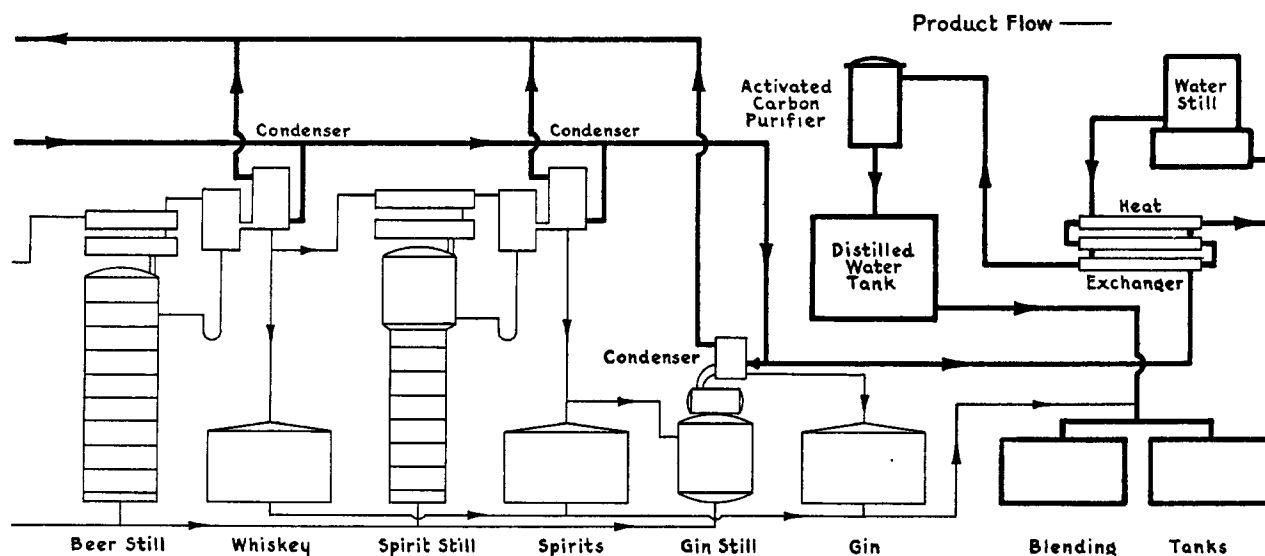 Product Flow
Activated
Carbon
Purifier
Water
Still
Condenser
Condenser
Heat
Exchanger
Distilled
Water
Tank
Condenser
Beer Still
Whiskey
Spirit Still
Spirits
Gin Still
Gin
Blending
Tanks